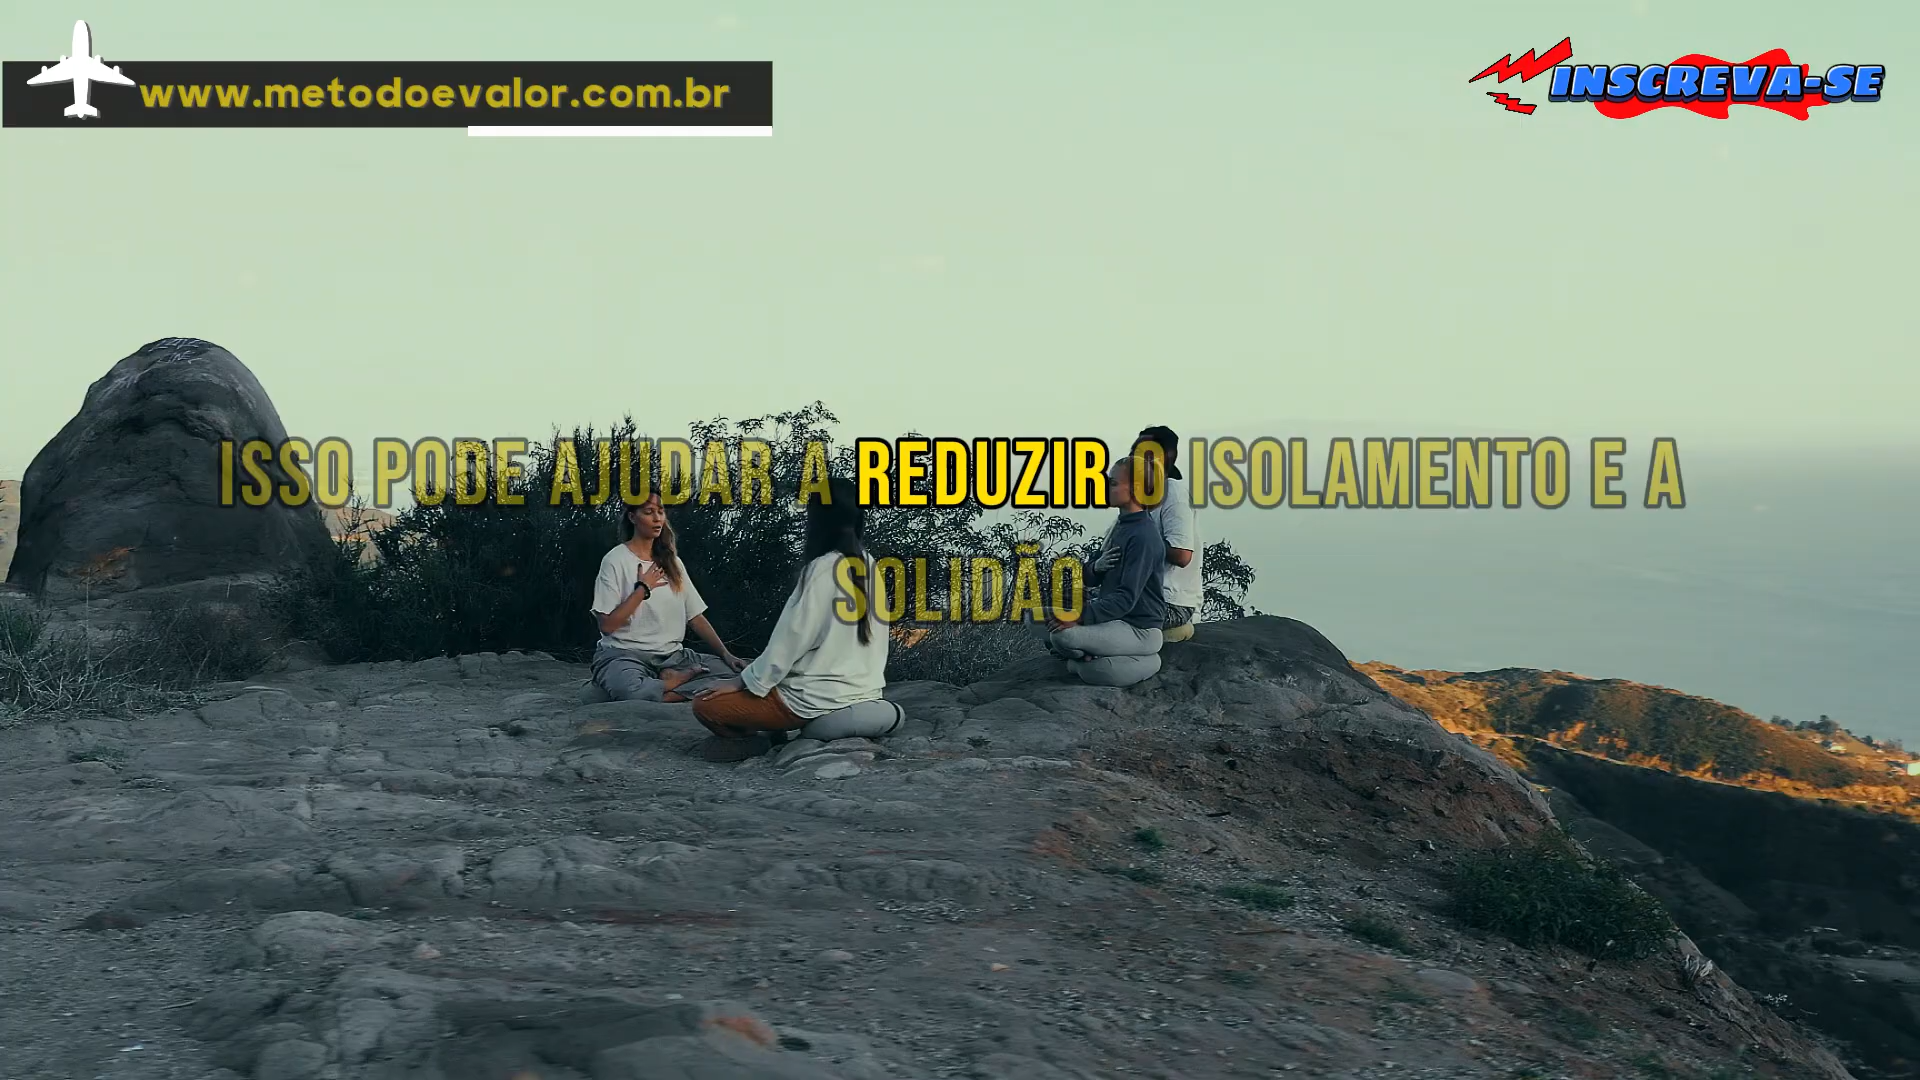 www.metodoevalor.com.br
INSCREVA-SE
ISSO PODE AJUDAR A REDUZIR O ISOLAMENTO E A
SOLIDÃO